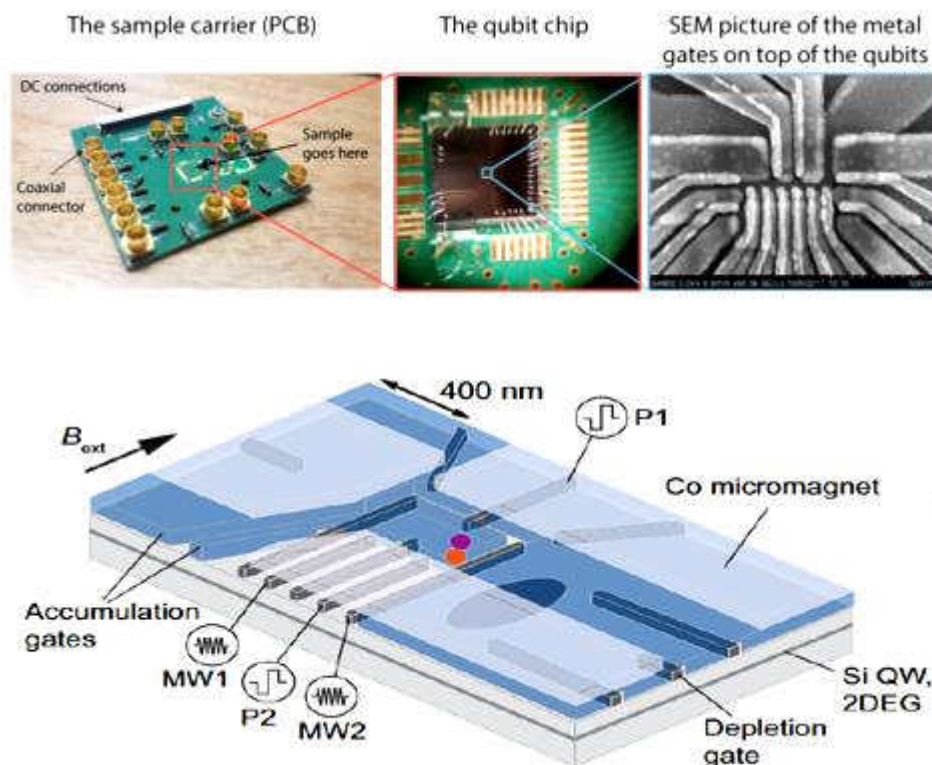 The sample carrier (PCB)
The qubit chip
SEM picture of the metal
gates on top of the qubits
DC connections
Sample
goes here
Coaxial
connector
400 nm
P1
B ext
Co micromagnet
Accumulation
gates
MW1
P2
MW2
Si QW,
2DEG
Depletion
gate